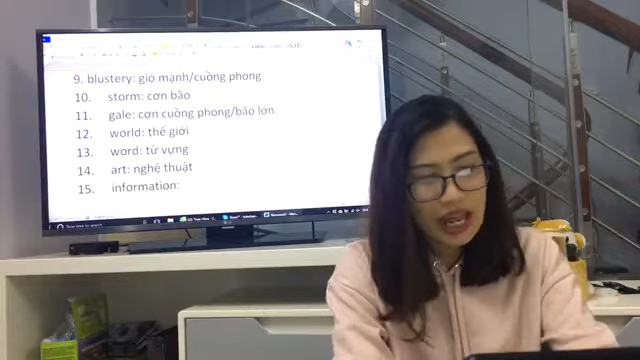 9. blustery: gió mạnh/cuồng phong
10. storm: cơn bão
11. gale: cơn cuồng phong/bão lớn
12. world: thế giới
13. word: từ vựng
14. art: nghệ thuật
15. information: